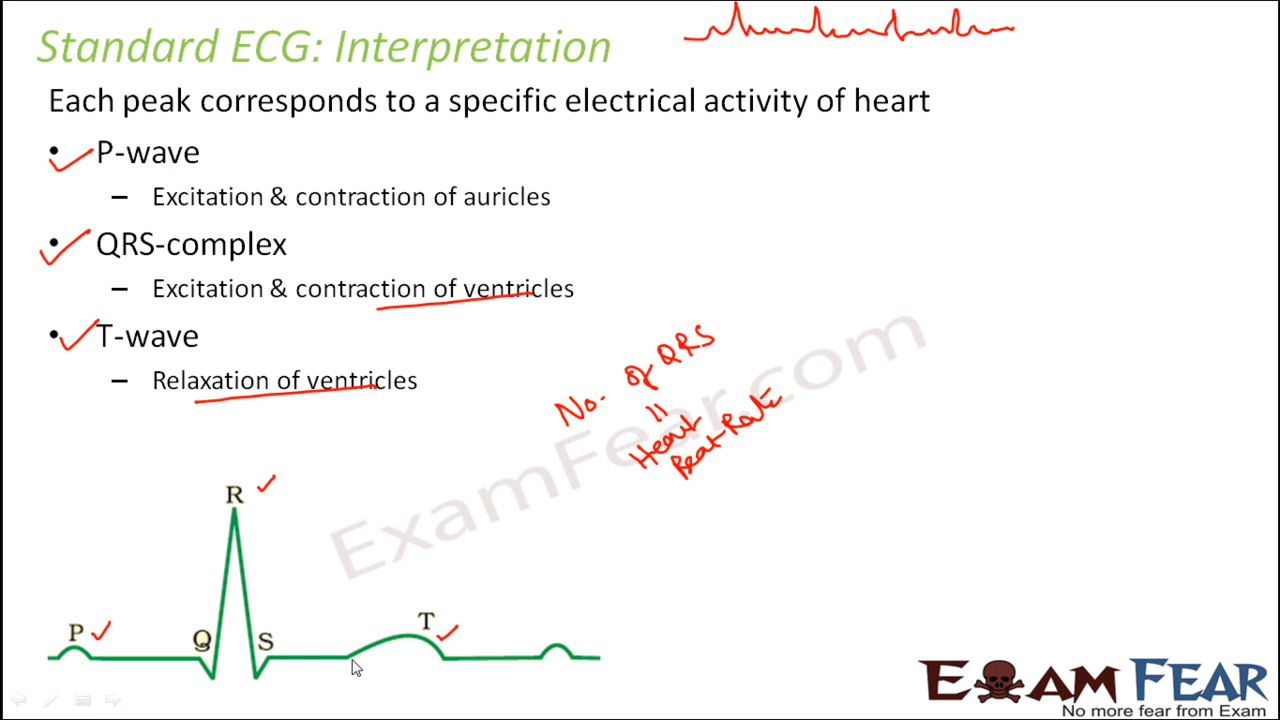 Standard ECG: Interpretation
Each peak corresponds to a specific electrical activity of heart
• P-wave
– Excitation & contraction of auricles
• QRS-complex
– Excitation & contraction of ventricles
• T-wave
– Relaxation of ventricles
No. of QRS
=
Heart
Beat Rate
ExamFear.com
R
P
Q
S
T
EXAM FEAR
No more fear from Exam